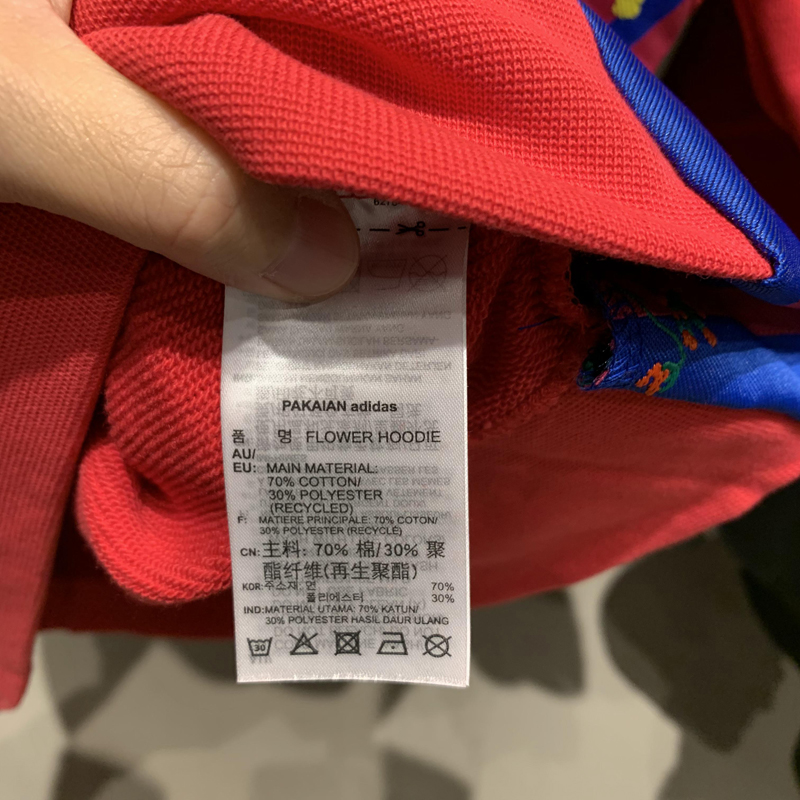 PAKAIAN adidas
품 명 FLOWER HOODIE
AU/
EU: MAIN MATERIAL:
70% COTTON/
30% POLYESTER
(RECYCLED)
F: MATIERE PRINCIPALE: 70% COTON/
30% POLYESTER (RECYCLÉ)
CN: 主料: 70% 棉/30% 聚
酯纤维(再生聚酯)
KOR: 주소재: 면 70%
폴리에스터 30%
IND: MATERIAL UTAMA: 70% KATUN/
30% POLYESTER HASIL DAUR ULANG
30